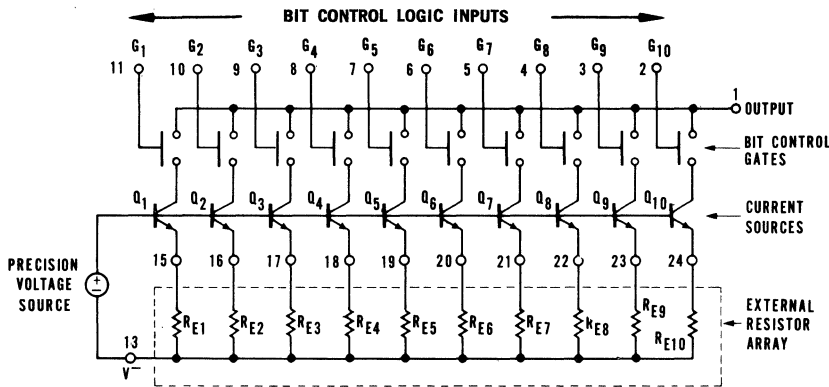 BIT CONTROL LOGIC INPUTS
G1 G2 G3 G4 G5 G6 G7 G8 G9 G10
11 10 9 8 7 6 5 4 3 2
1
OUTPUT
BIT CONTROL
GATES
Q1 Q2 Q3 Q4 Q5 Q6 Q7 Q8 Q9 Q10
CURRENT
SOURCES
15 16 17 18 19 20 21 22 23 24
PRECISION
VOLTAGE
SOURCE
+
−
RE1 RE2 RE3 RE4 RE5 RE6 RE7 kE8 RE9 RE10
EXTERNAL
RESISTOR
ARRAY
13
V−